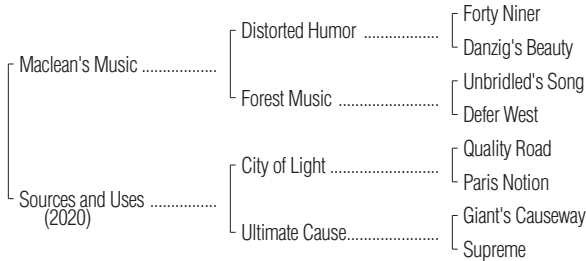 Forty Niner
Distorted Humor ..................
Danzig's Beauty
Maclean's Music .................
Unbridled's Song
Forest Music ........................
Defer West
Quality Road
City of Light ..........................
Paris Notion
Sources and Uses ...............
(2020)
Giant's Causeway
Ultimate Cause......................
Supreme